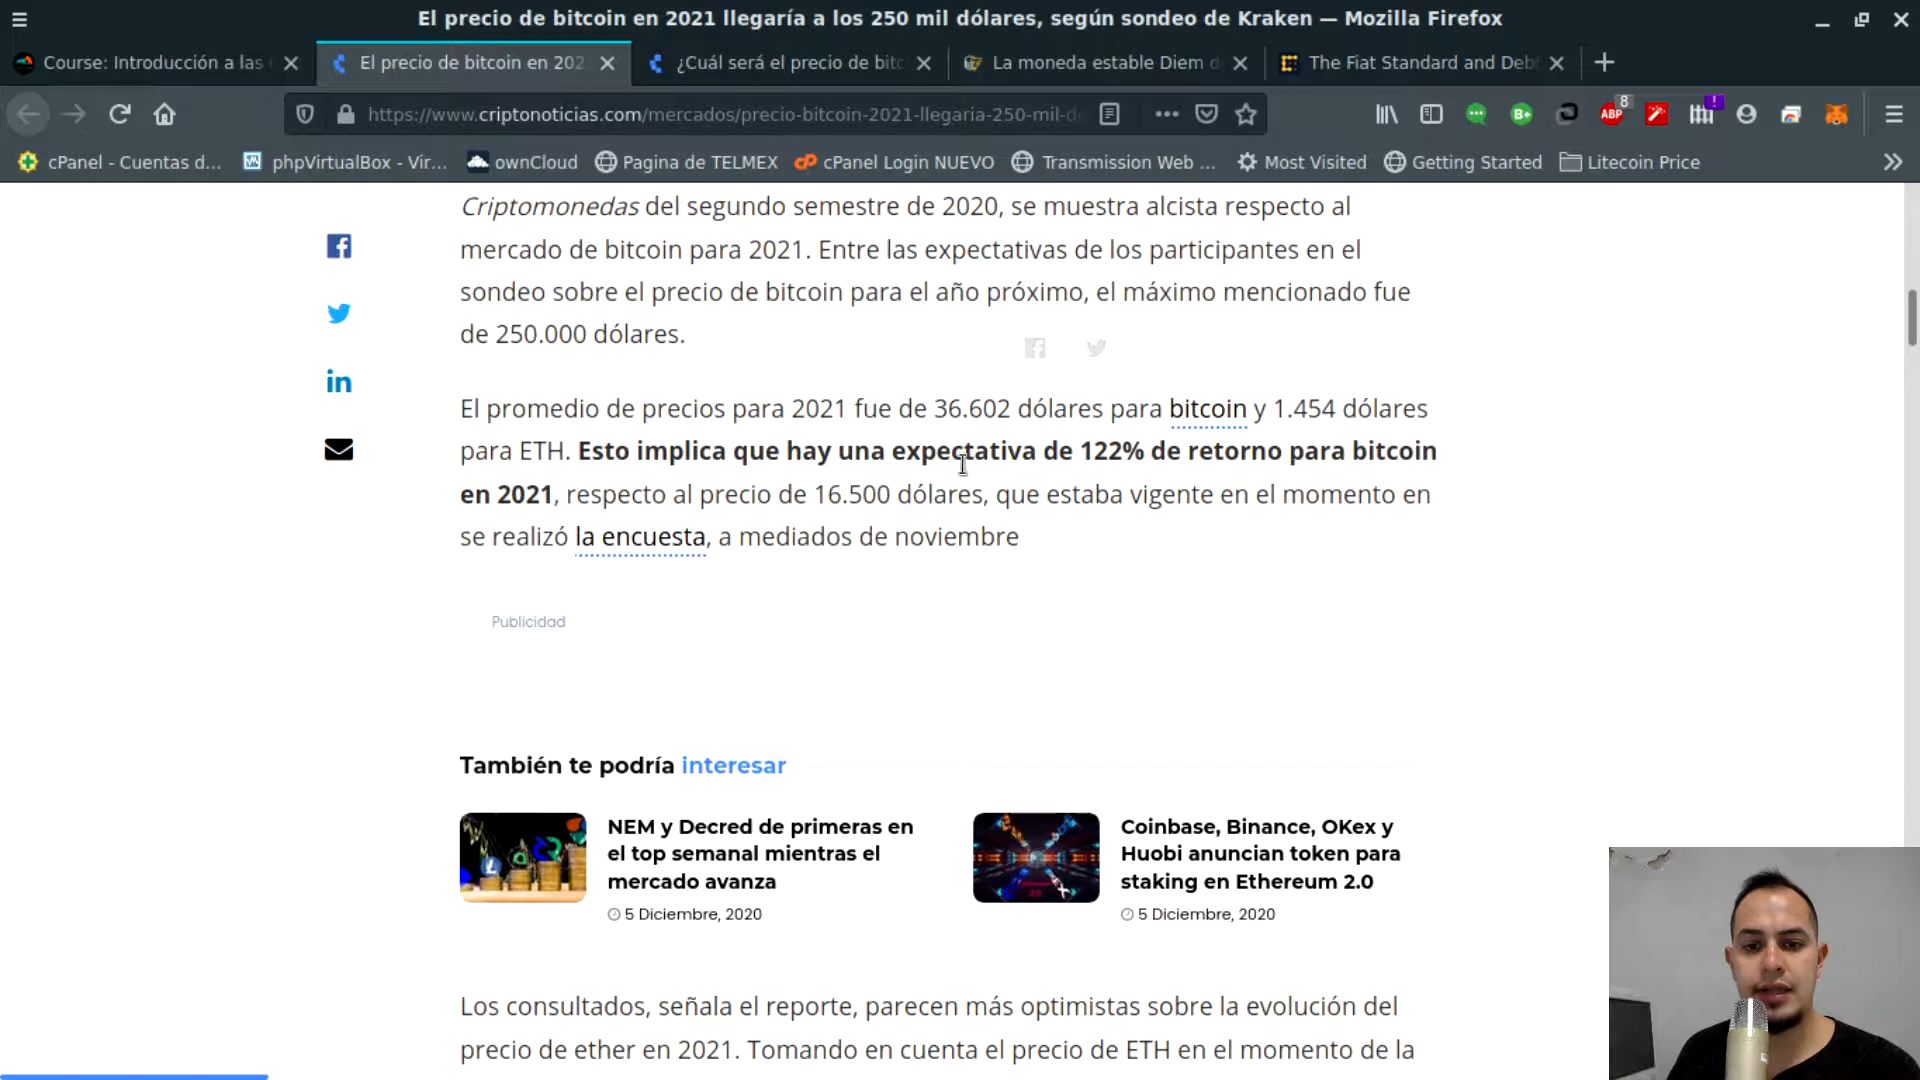 El precio de bitcoin en 2021 llegaría a los 250 mil dólares, según sondeo de Kraken — Mozilla Firefox
Course: Introducción a las
El precio de bitcoin en 202
¿Cuál será el precio de bitc
La moneda estable Diem d
The Fiat Standard and Deb
https://www.criptonoticias.com/mercados/precio-bitcoin-2021-llegaria-250-mil-d
8
ABP
B+
!
cPanel - Cuentas d...
phpVirtualBox - Vir...
ownCloud
Pagina de TELMEX
cPanel Login NUEVO
Transmission Web ...
Most Visited
Getting Started
Litecoin Price
Criptomonedas del segundo semestre de 2020, se muestra alcista respecto al
mercado de bitcoin para 2021. Entre las expectativas de los participantes en el
sondeo sobre el precio de bitcoin para el año próximo, el máximo mencionado fue
de 250.000 dólares.
El promedio de precios para 2021 fue de 36.602 dólares para bitcoin y 1.454 dólares
para ETH. Esto implica que hay una expectativa de 122% de retorno para bitcoin
en 2021, respecto al precio de 16.500 dólares, que estaba vigente en el momento en
se realizó la encuesta, a mediados de noviembre
Publicidad
También te podría interesar
NEM y Decred de primeras en
el top semanal mientras el
mercado avanza
5 Diciembre, 2020
Coinbase, Binance, OKex y
Huobi anuncian token para
staking en Ethereum 2.0
5 Diciembre, 2020
Los consultados, señala el reporte, parecen más optimistas sobre la evolución del
precio de ether en 2021. Tomando en cuenta el precio de ETH en el momento de la